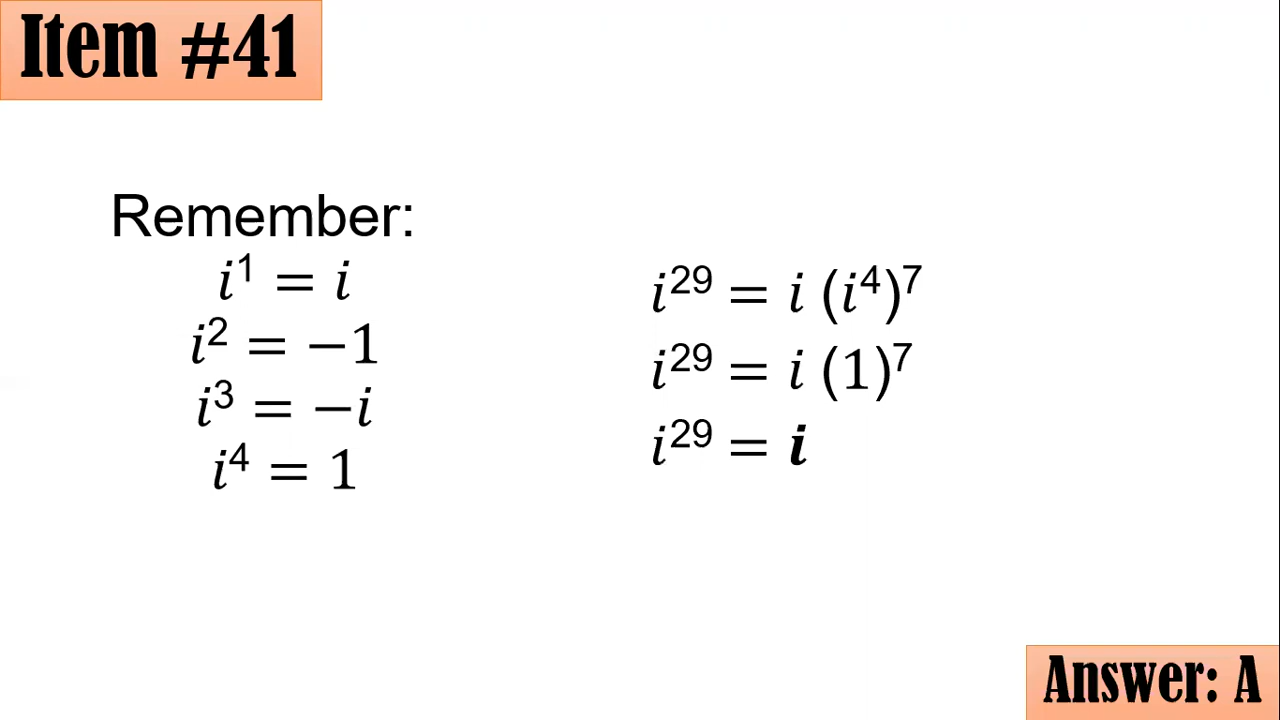 Item #41
Remember:
i¹ = i
i² = −1
i³ = −i
i⁴ = 1
i²⁹ = i (i⁴)⁷
i²⁹ = i (1)⁷
i²⁹ = i
Answer: A